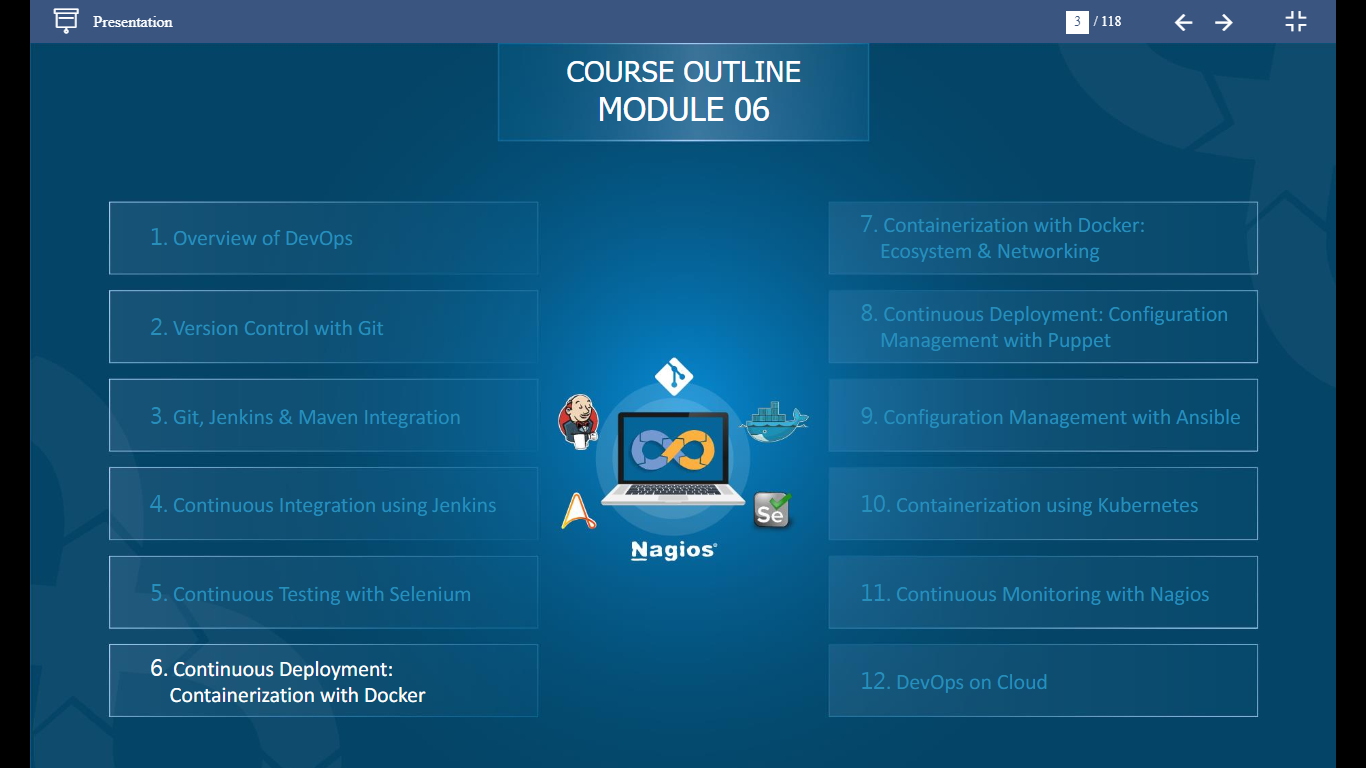 Presentation
3 / 118
COURSE OUTLINE
MODULE 06
1. Overview of DevOps
2. Version Control with Git
3. Git, Jenkins & Maven Integration
4. Continuous Integration using Jenkins
5. Continuous Testing with Selenium
6. Continuous Deployment:
Containerization with Docker
Se
Nagios®
7. Containerization with Docker:
Ecosystem & Networking
8. Continuous Deployment: Configuration
Management with Puppet
9. Configuration Management with Ansible
10. Containerization using Kubernetes
11. Continuous Monitoring with Nagios
12. DevOps on Cloud